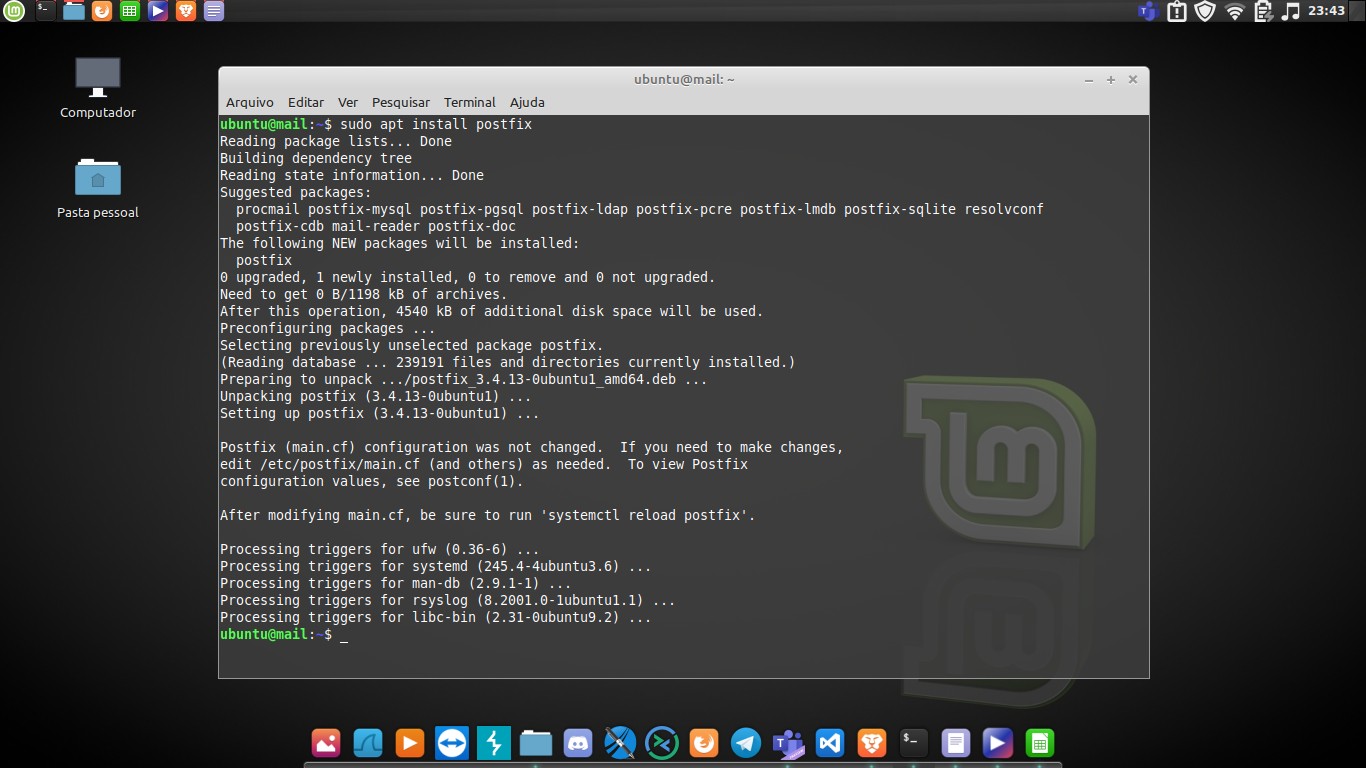 23:43
Computador
Pasta pessoal
ubuntu@mail: ~
Arquivo Editar Ver Pesquisar Terminal Ajuda
ubuntu@mail:~$ sudo apt install postfix
Reading package lists... Done
Building dependency tree
Reading state information... Done
Suggested packages:
  procmail postfix-mysql postfix-pgsql postfix-ldap postfix-pcre postfix-lmdb postfix-sqlite resolvconf
  postfix-cdb mail-reader postfix-doc
The following NEW packages will be installed:
  postfix
0 upgraded, 1 newly installed, 0 to remove and 0 not upgraded.
Need to get 0 B/1198 kB of archives.
After this operation, 4540 kB of additional disk space will be used.
Preconfiguring packages ...
Selecting previously unselected package postfix.
(Reading database ... 239191 files and directories currently installed.)
Preparing to unpack .../postfix_3.4.13-0ubuntu1_amd64.deb ...
Unpacking postfix (3.4.13-0ubuntu1) ...
Setting up postfix (3.4.13-0ubuntu1) ...

Postfix (main.cf) configuration was not changed.  If you need to make changes,
edit /etc/postfix/main.cf (and others) as needed.  To view Postfix
configuration values, see postconf(1).

After modifying main.cf, be sure to run 'systemctl reload postfix'.

Processing triggers for ufw (0.36-6) ...
Processing triggers for systemd (245.4-4ubuntu3.6) ...
Processing triggers for man-db (2.9.1-1) ...
Processing triggers for rsyslog (8.2001.0-1ubuntu1.1) ...
Processing triggers for libc-bin (2.31-0ubuntu9.2) ...
ubuntu@mail:~$ _